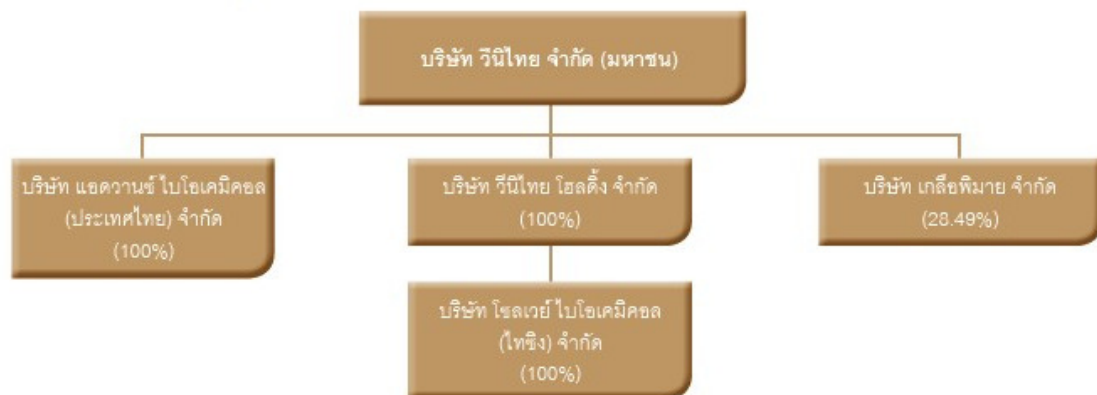 บริษัท วีนิไทย จำกัด (มหาชน)
บริษัท แอดวานซ์ ไบโอเคมิคอล
(ประเทศไทย) จำกัด
(100%)
บริษัท วีนิไทย โฮลดิ้ง จำกัด
(100%)
บริษัท เกลือพิมาย จำกัด
(28.49%)
บริษัท โซลเวย์ ไบโอเคมิคอล
(ไทซิง) จำกัด
(100%)